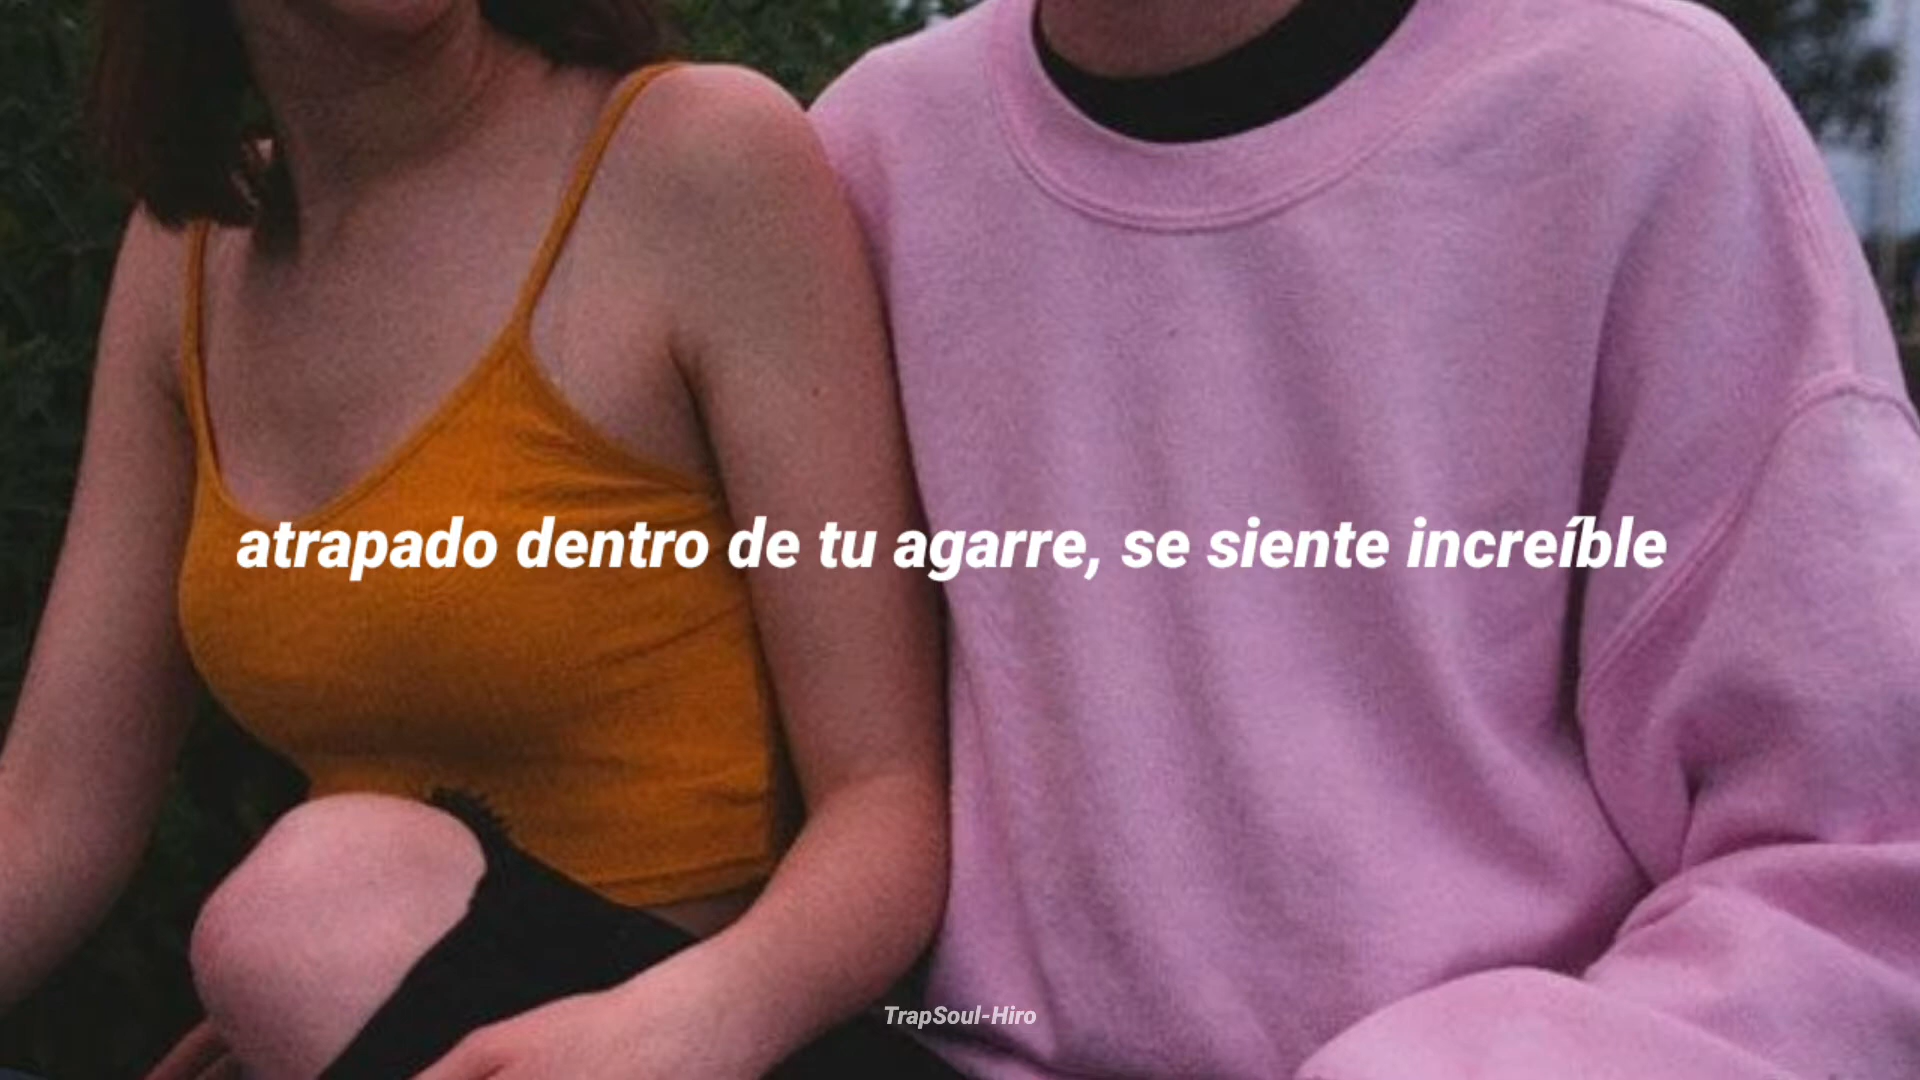 atrapado dentro de tu agarre, se siente increíble
TrapSoul-Hiro